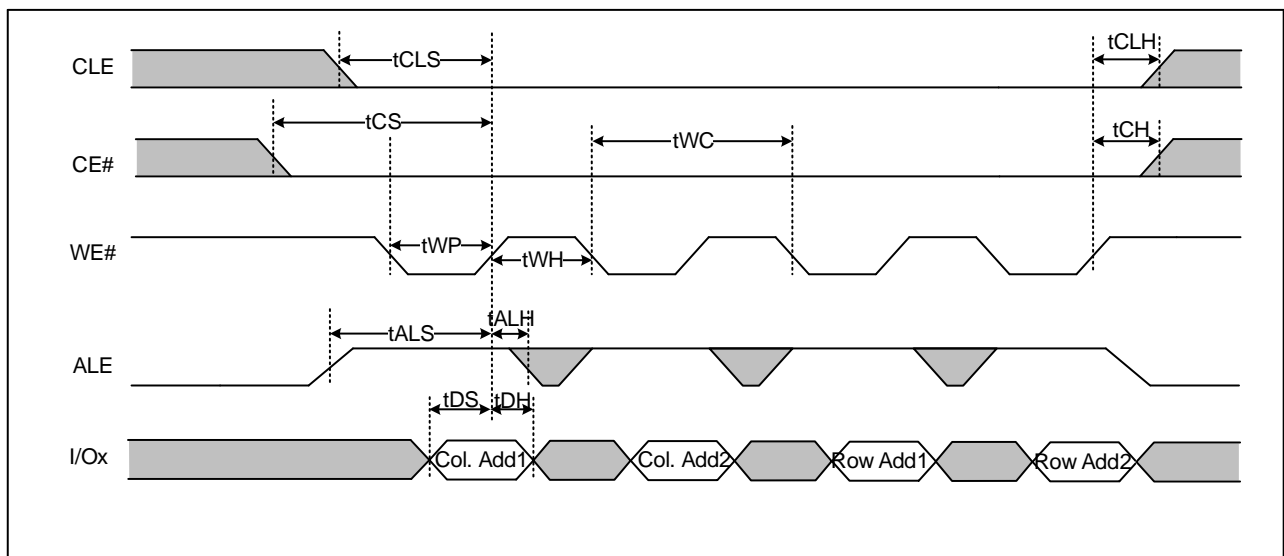 tCLH
CLE
tCLS
tCS
tWC
tCH
CE#
WE#
tWP
tWH
tALH
tALS
ALE
tDS
tDH
I/Ox
Col. Add1
Col. Add2
Row Add1
Row Add2